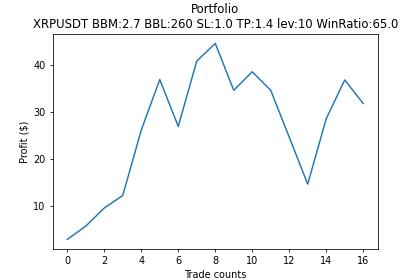 Portfolio
XRPUSDT BBM:2.7 BBL:260 SL:1.0 TP:1.4 lev:10 WinRatio:65.0
40
30
20
10
Profit ($)
0 2 4 6 8 10 12 14 16
Trade counts